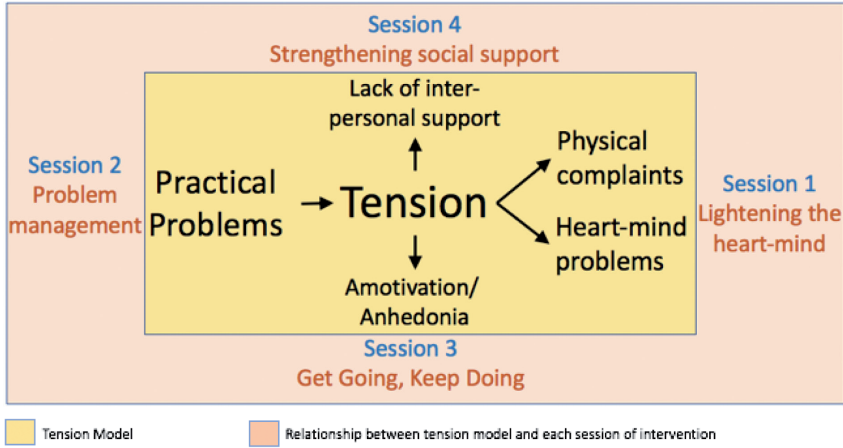 Session 4
Strengthening social support
Lack of inter-
personal support
Session 2
Problem
management
Practical
Problems
Tension
Physical
complaints
Heart-mind
problems
Session 1
Lightening the
heart-mind
Amotivation/
Anhedonia
Session 3
Get Going, Keep Doing
Tension Model
Relationship between tension model and each session of intervention